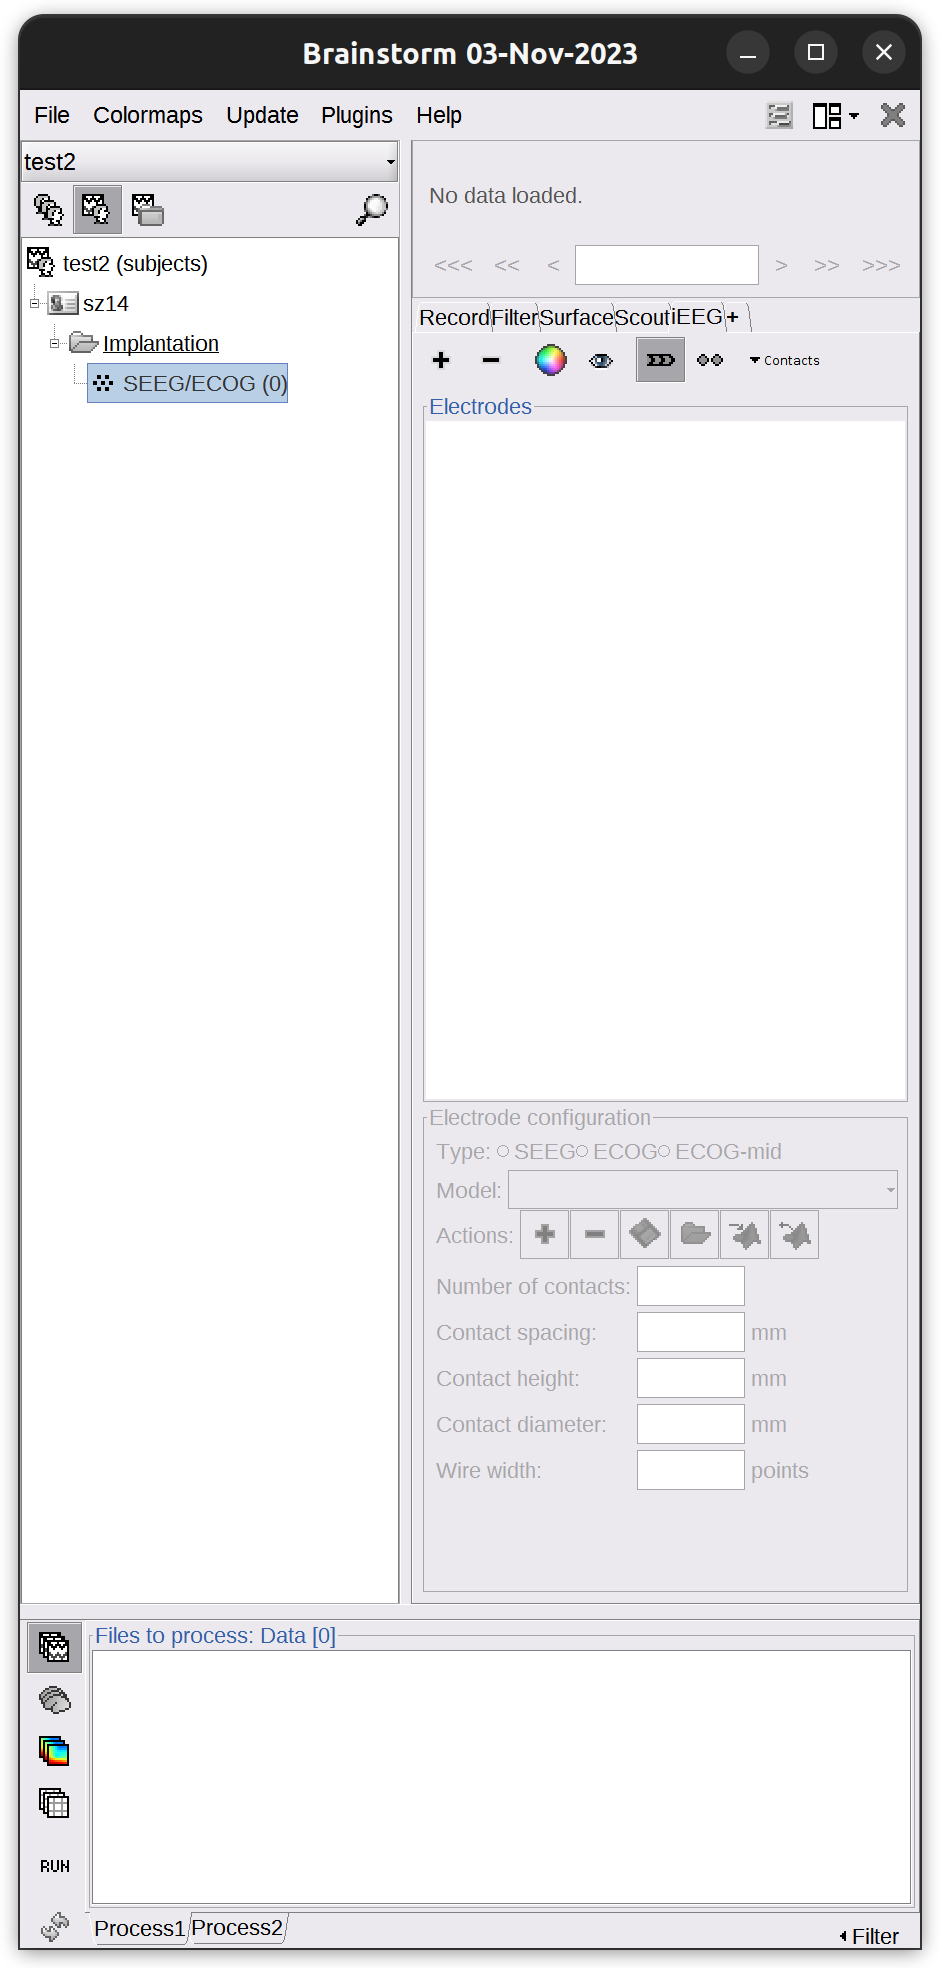 Brainstorm 03-Nov-2023
File Colormaps Update Plugins Help
test2
test2 (subjects)
sz14
Implantation
SEEG/ECOG (0)
No data loaded.
<<< << < > >> >>>
Record Filter Surface Scout iEEG +
Contacts
Electrodes
Electrode configuration
Type: SEEG ECOG ECOG-mid
Model:
Actions:
Number of contacts:
Contact spacing: mm
Contact height: mm
Contact diameter: mm
Wire width: points
Files to process: Data [0]
RUN
Process1 Process2
Filter